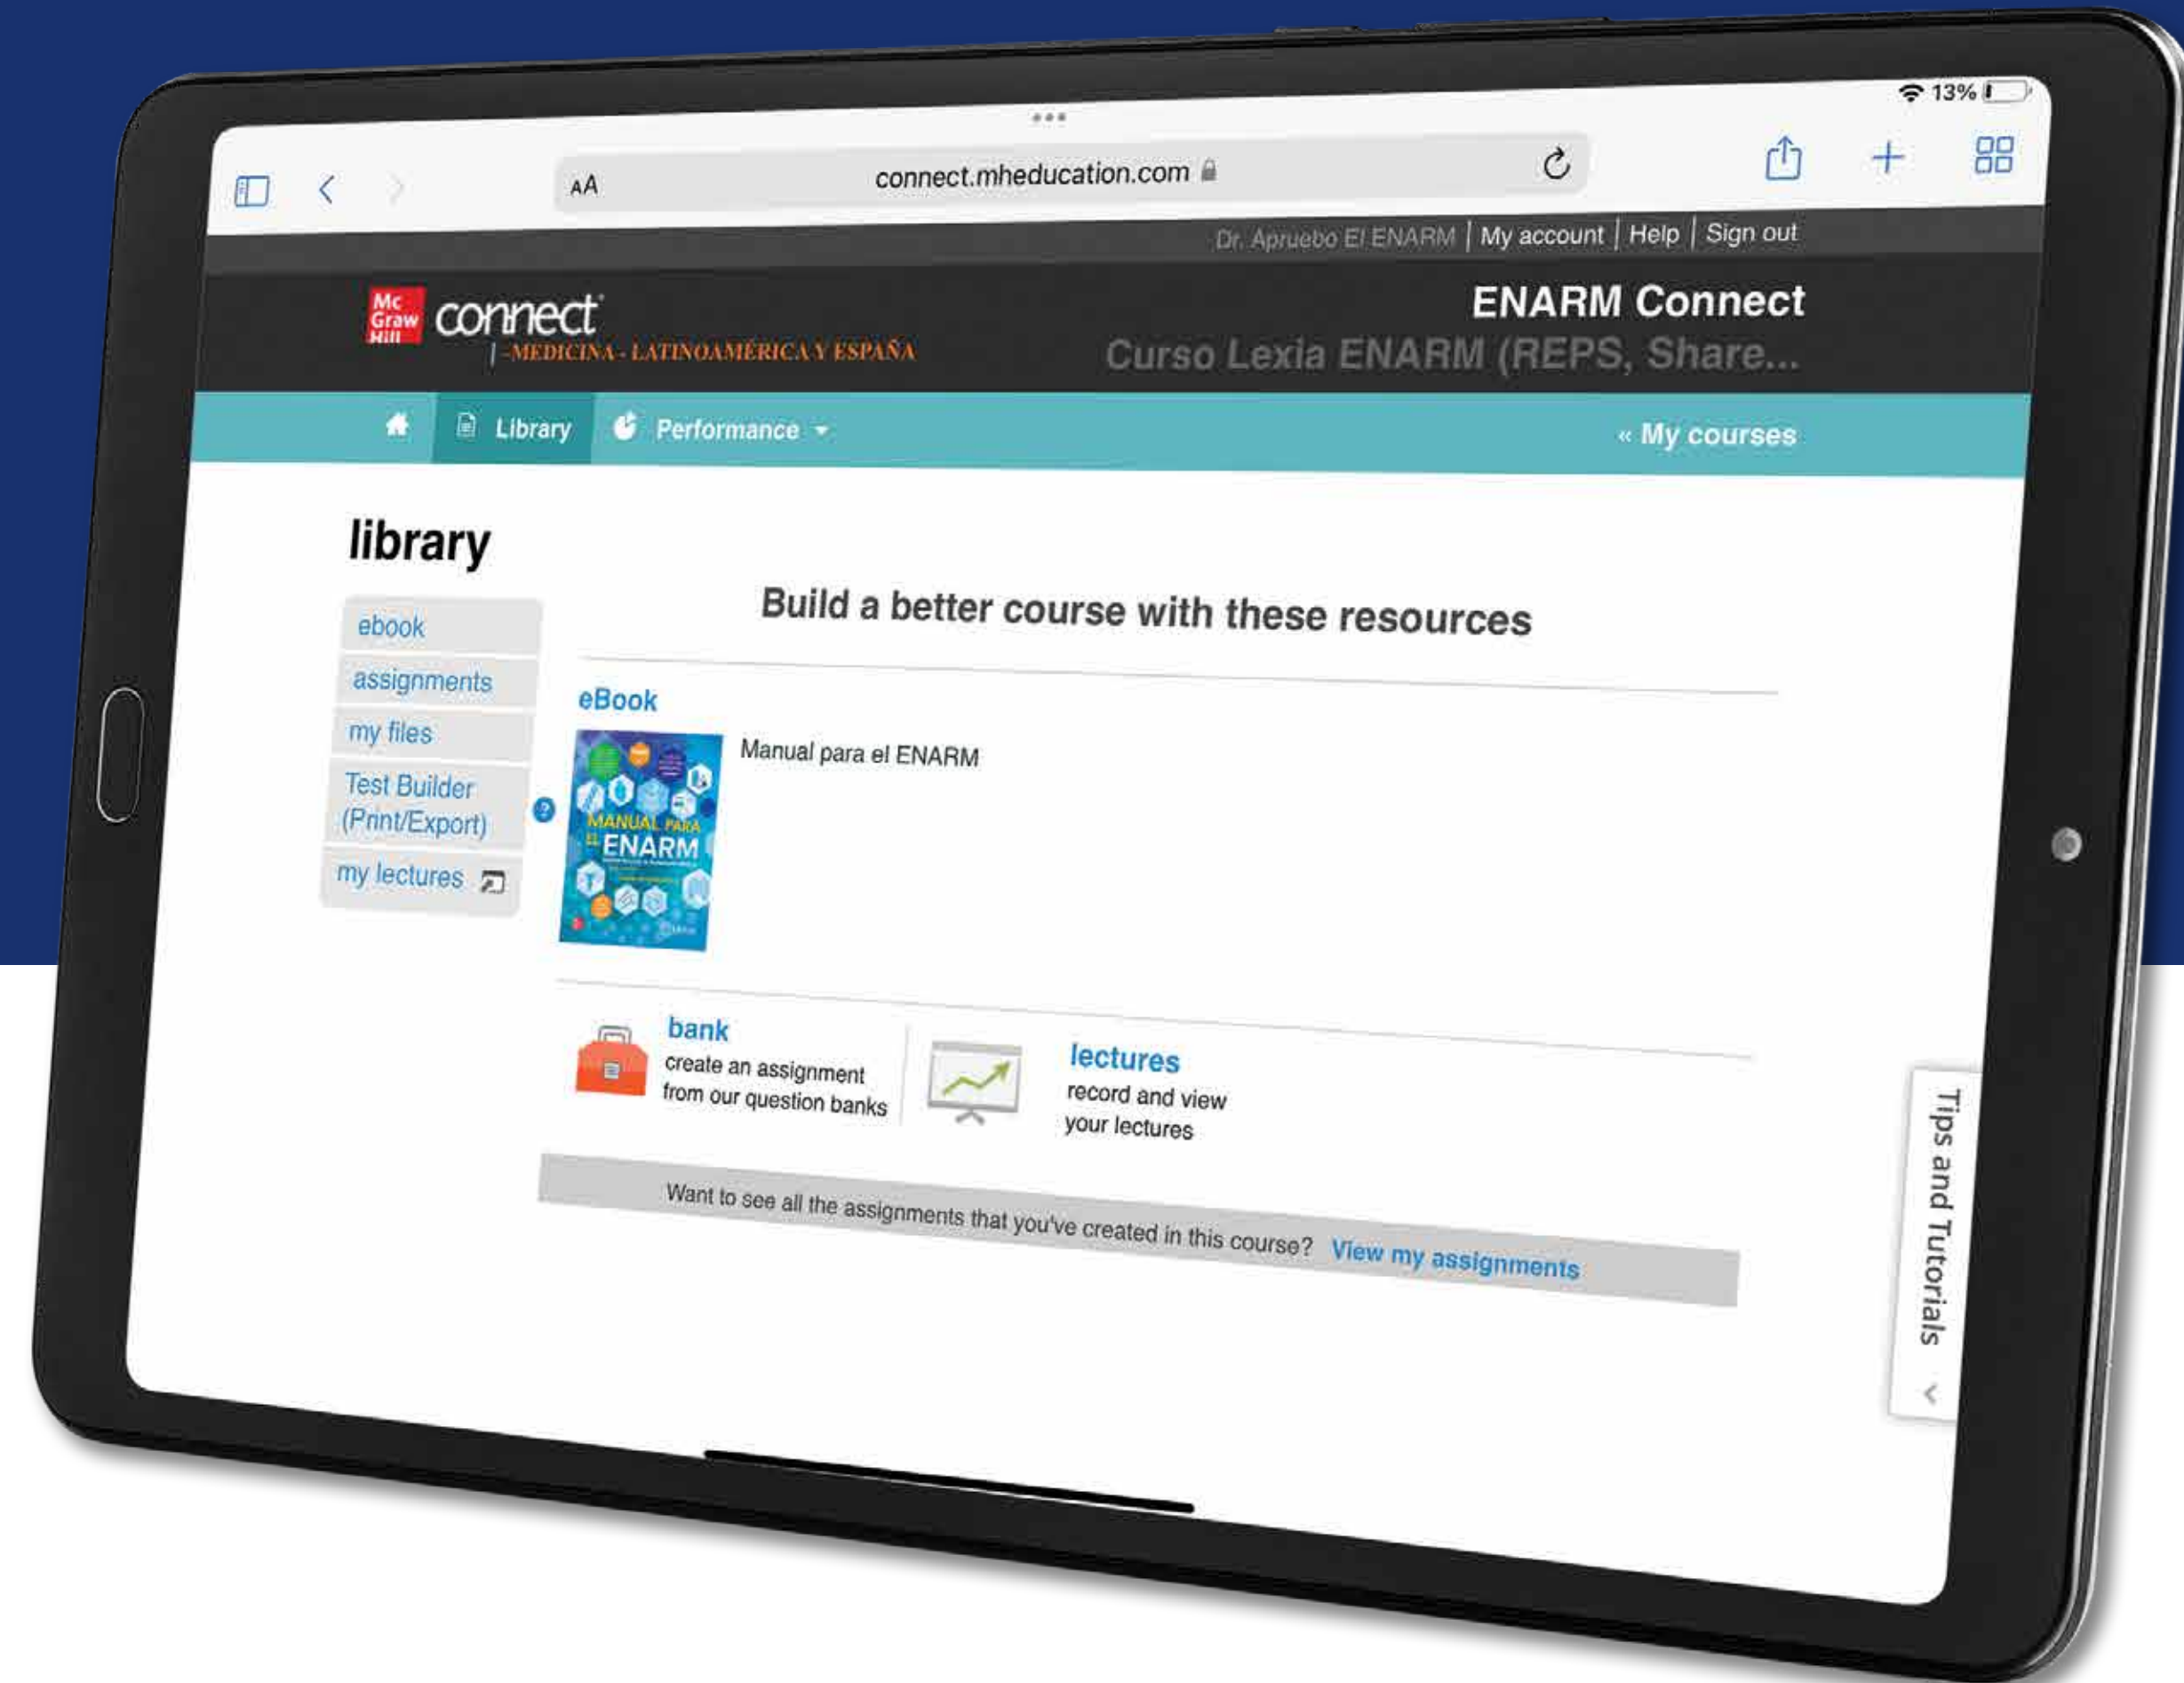 13%
AA
connect.mheducation.com
Dr. Apruebo El ENARM | My account | Help | Sign out
Mc
Graw
Hill
connect
|-MEDICINA - LATINOAMÉRICA Y ESPAÑA
ENARM Connect
Curso Lexia ENARM (REPS, Share...
Library
Performance
« My courses
library
ebook
assignments
my files
Test Builder
(Print/Export)
?
my lectures
Build a better course with these resources
eBook
Manual para el ENARM
MANUAL PARA
EL
ENARM
bank
create an assignment
from our question banks
lectures
record and view
your lectures
Want to see all the assignments that you've created in this course? View my assignments
Tips and Tutorials